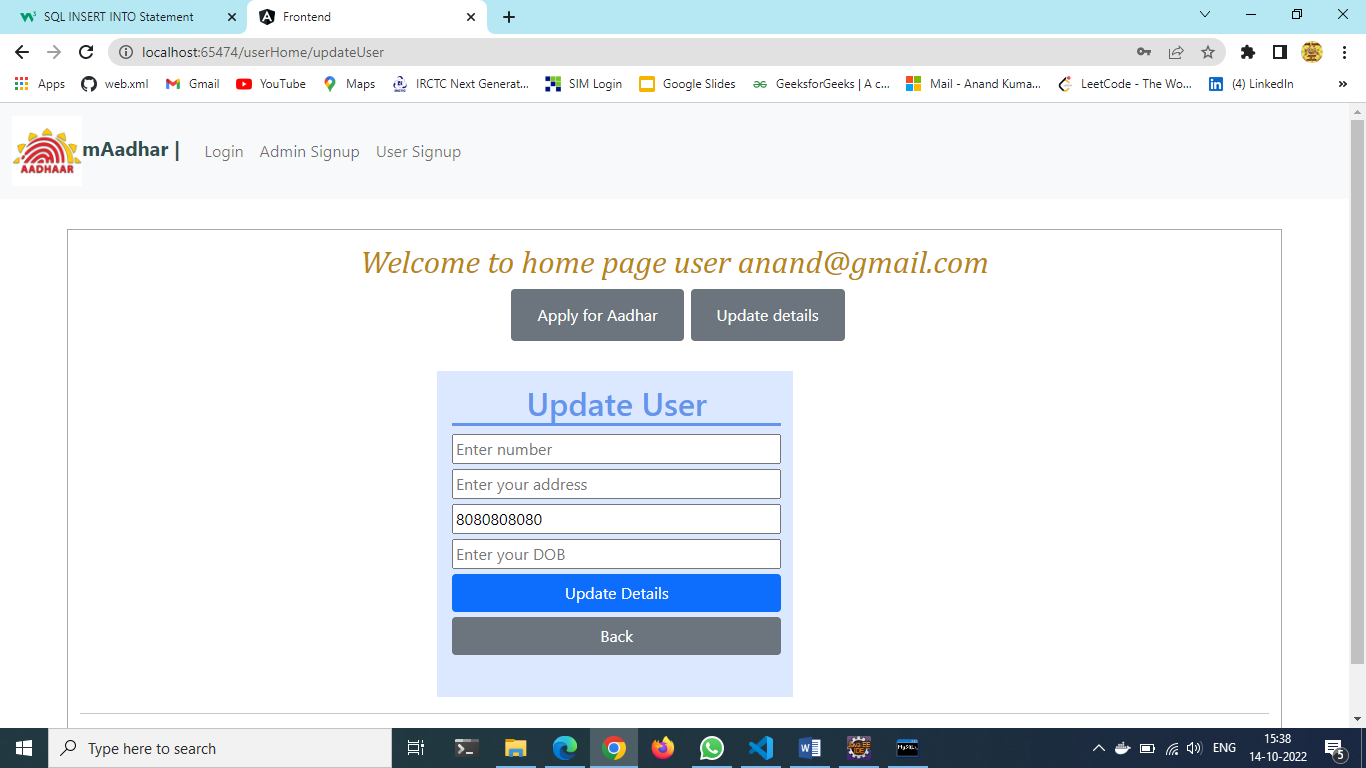 SQL INSERT INTO Statement
Frontend
localhost:65474/userHome/updateUser
Apps
web.xml
Gmail
YouTube
Maps
IRCTC Next Generat...
SIM Login
Google Slides
GeeksforGeeks | A c...
Mail - Anand Kuma...
LeetCode - The Wo...
(4) LinkedIn
»
AADHAAR
mAadhar |
Login
Admin Signup
User Signup
Welcome to home page user anand@gmail.com
Apply for Aadhar
Update details
Update User
Enter number
Enter your address
8080808080
Enter your DOB
Update Details
Back
Type here to search
ENG
15:38
14-10-2022
5